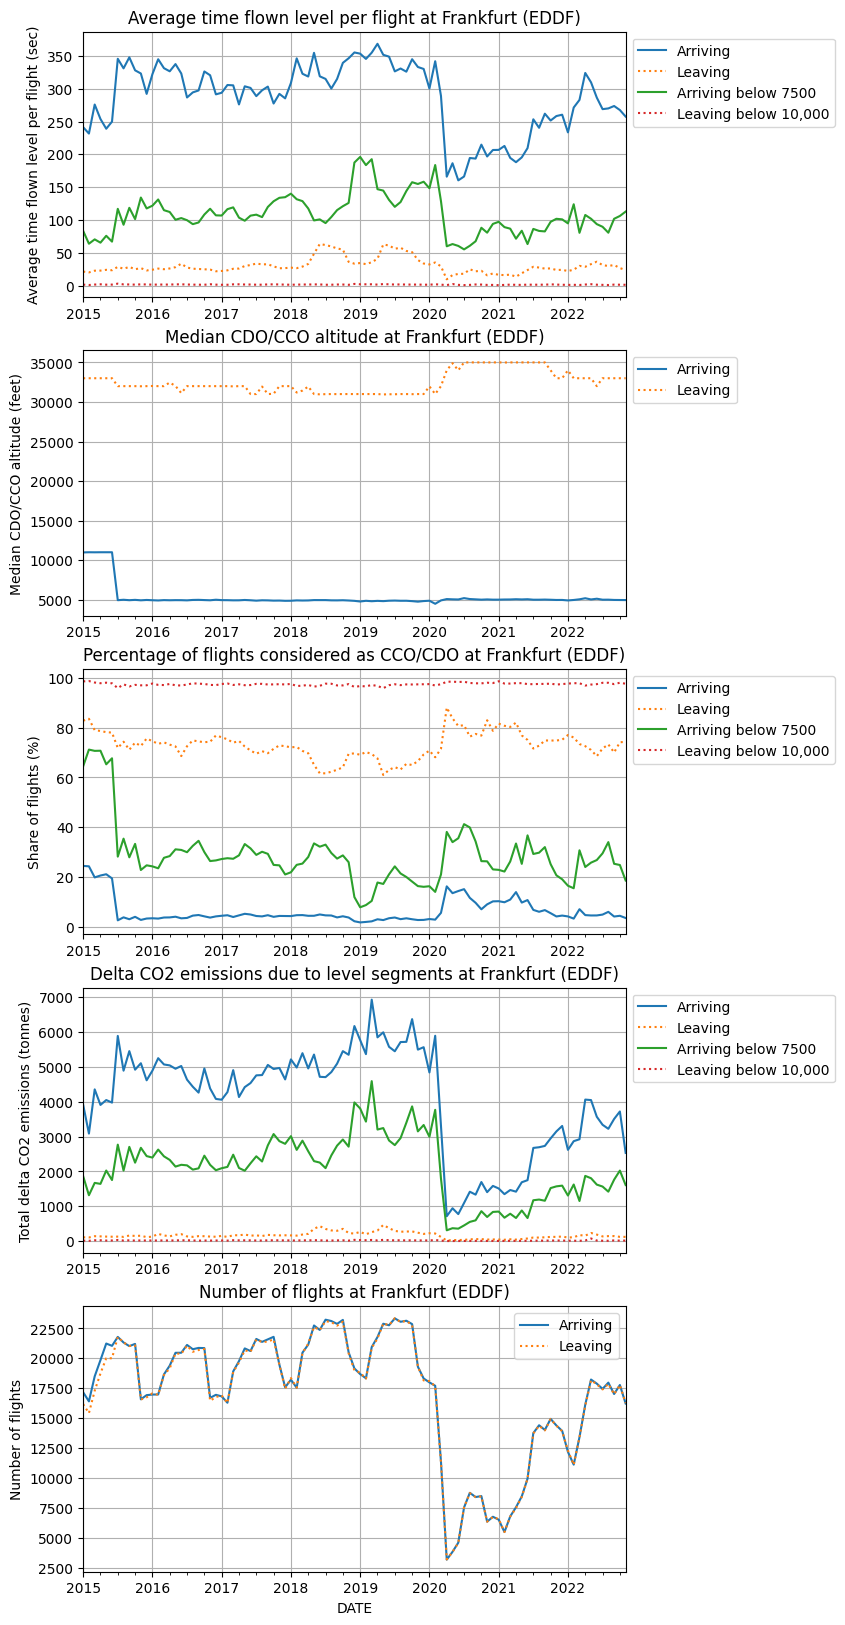 Average time flown level per flight at Frankfurt (EDDF)
Average time flown level per flight (sec)
350
300
250
200
150
100
50
0
2015 2016 2017 2018 2019 2020 2021 2022
Arriving
Leaving
Arriving below 7500
Leaving below 10,000
Median CDO/CCO altitude at Frankfurt (EDDF)
Median CDO/CCO altitude (feet)
35000
30000
25000
20000
15000
10000
5000
2015 2016 2017 2018 2019 2020 2021 2022
Arriving
Leaving
Percentage of flights considered as CCO/CDO at Frankfurt (EDDF)
Share of flights (%)
100
80
60
40
20
0
2015 2016 2017 2018 2019 2020 2021 2022
Arriving
Leaving
Arriving below 7500
Leaving below 10,000
Delta CO2 emissions due to level segments at Frankfurt (EDDF)
Total delta CO2 emissions (tonnes)
7000
6000
5000
4000
3000
2000
1000
0
2015 2016 2017 2018 2019 2020 2021 2022
Arriving
Leaving
Arriving below 7500
Leaving below 10,000
Number of flights at Frankfurt (EDDF)
Number of flights
22500
20000
17500
15000
12500
10000
7500
5000
2500
2015 2016 2017 2018 2019 2020 2021 2022
DATE
Arriving
Leaving